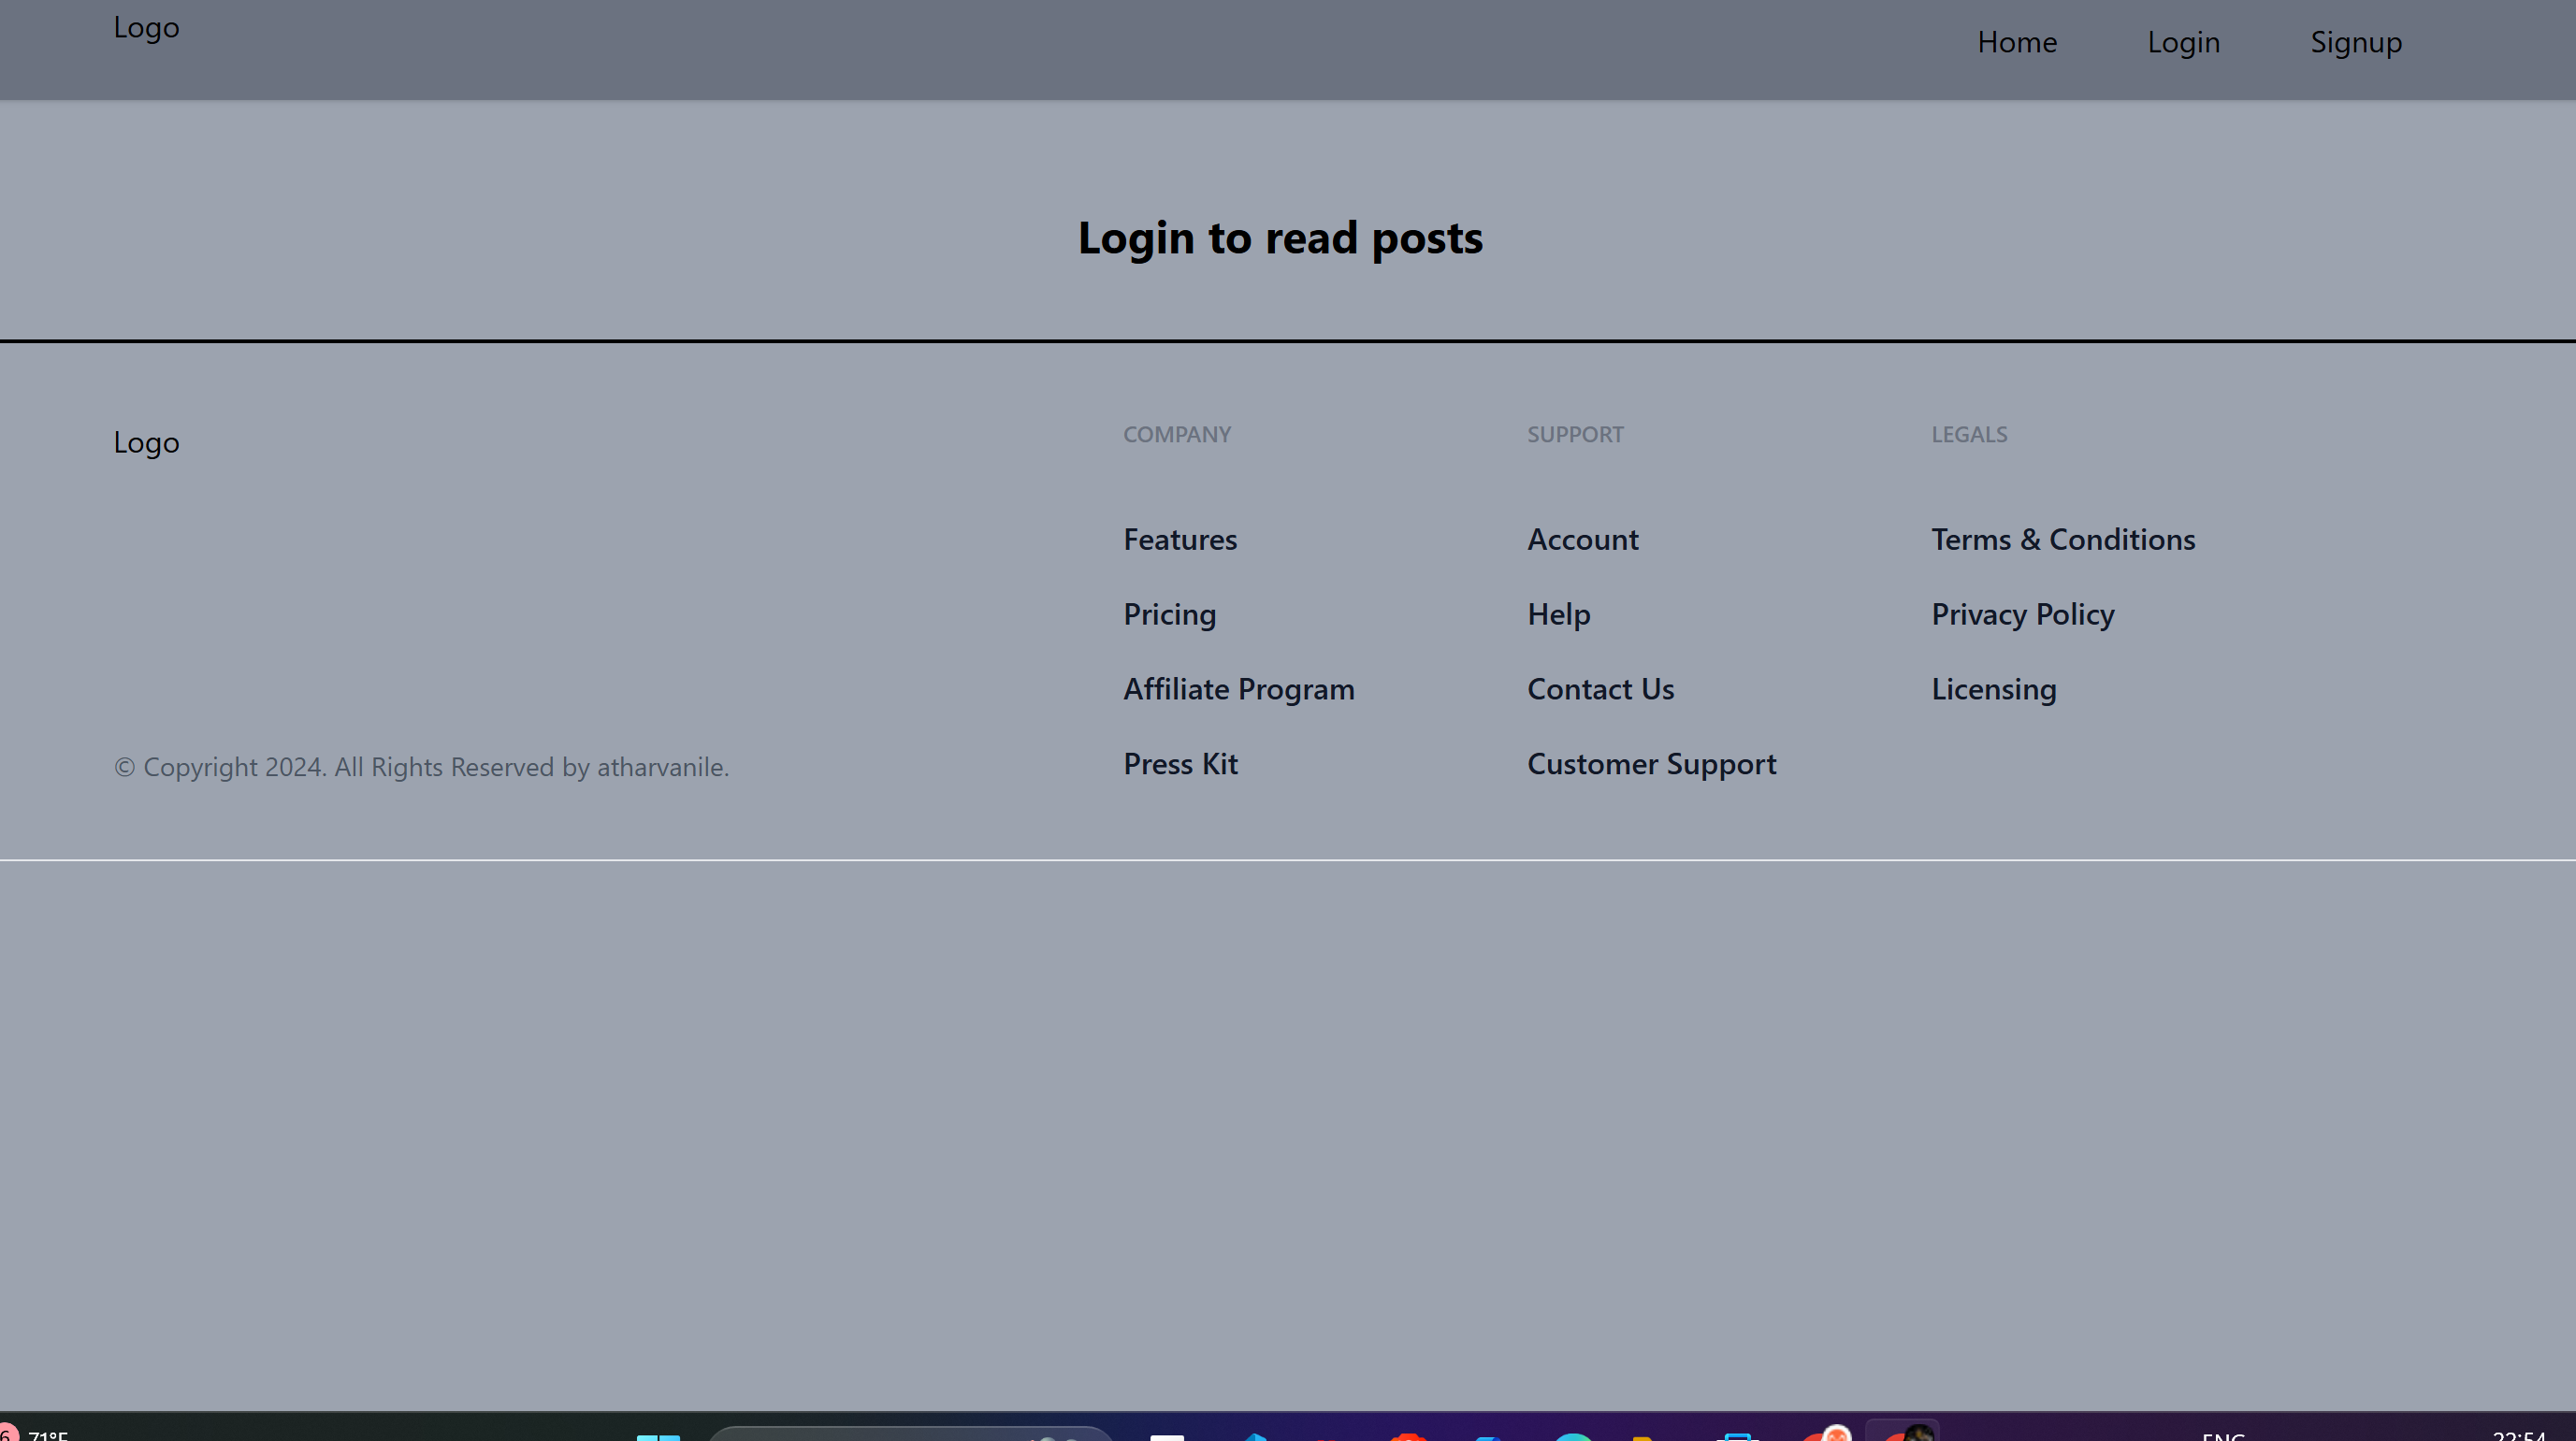 Logo
Home Login Signup
Login to read posts
Logo
COMPANY
Features
Pricing
Affiliate Program
Press Kit
SUPPORT
Account
Help
Contact Us
Customer Support
LEGALS
Terms & Conditions
Privacy Policy
Licensing
© Copyright 2024. All Rights Reserved by atharvanile.
6
71°F
ENG
22:54